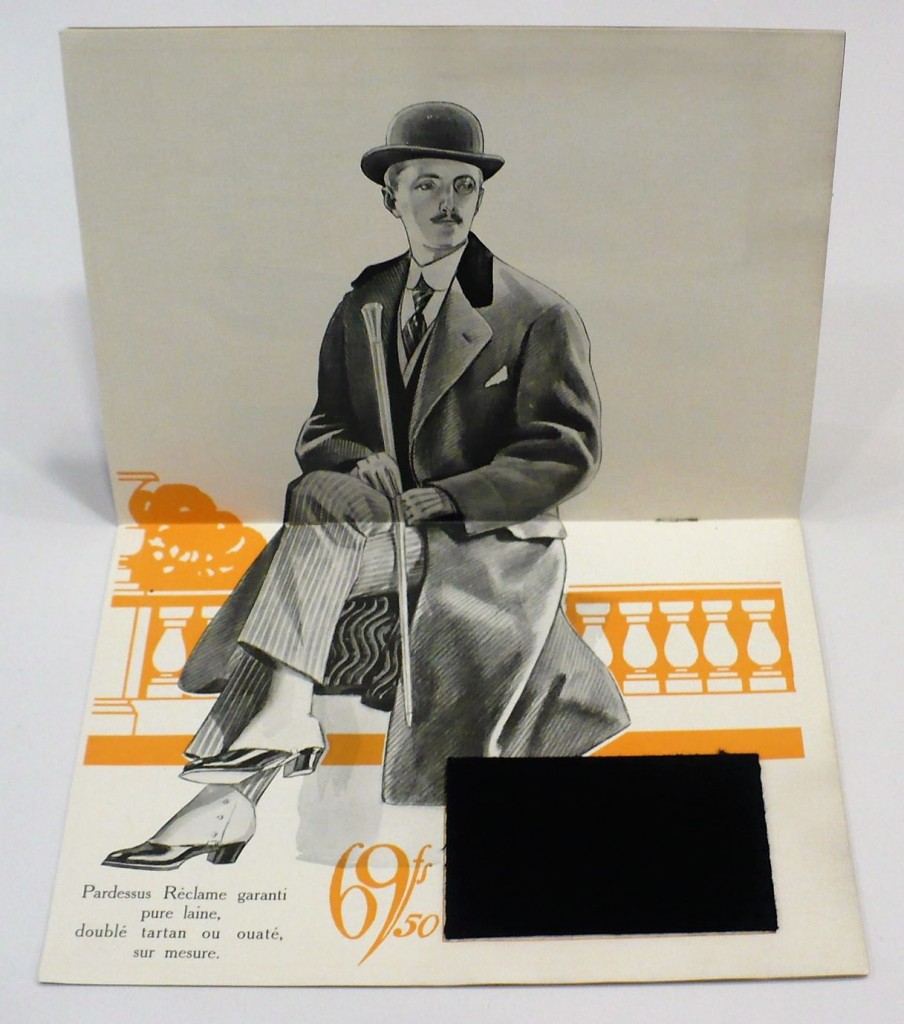 Pardessus Réclame garanti
pure laine,
doublé tartan ou ouaté,
sur mesure.
69fs 50